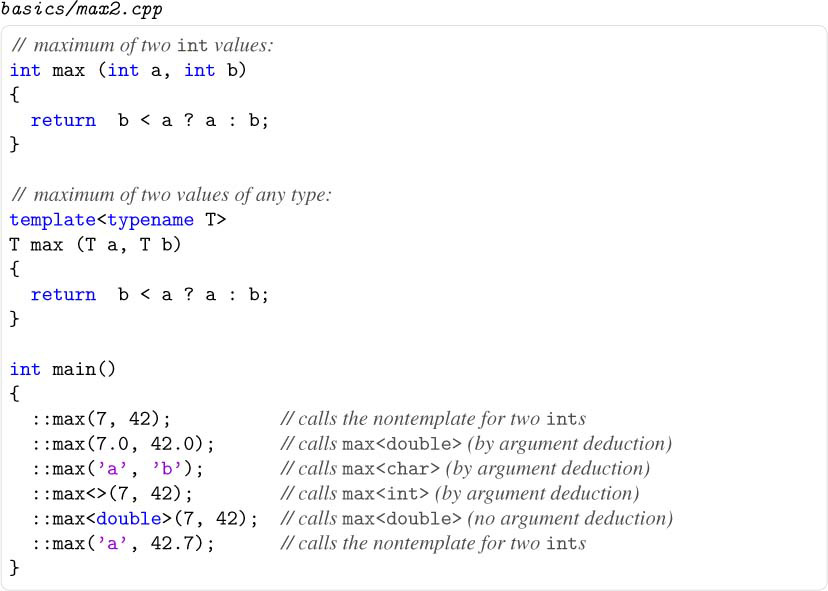 basics/max2.cpp
// maximum of two int values:
int max (int a, int b)
{
  return  b < a ? a : b;
}
// maximum of two values of any type:
template<typename T>
T max (T a, T b)
{
  return  b < a ? a : b;
}
int main()
{
  ::max(7, 42);          // calls the nontemplate for two ints
  ::max(7.0, 42.0);      // calls max<double> (by argument deduction)
  ::max(’a’, ’b’);       // calls max<char> (by argument deduction)
  ::max<>(7, 42);        // calls max<int> (by argument deduction)
  ::max<double>(7, 42);  // calls max<double> (no argument deduction)
  ::max(’a’, 42.7);      // calls the nontemplate for two ints
}